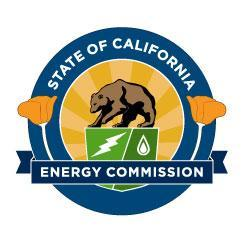 STATE OF CALIFORNIA
ENERGY COMMISSION